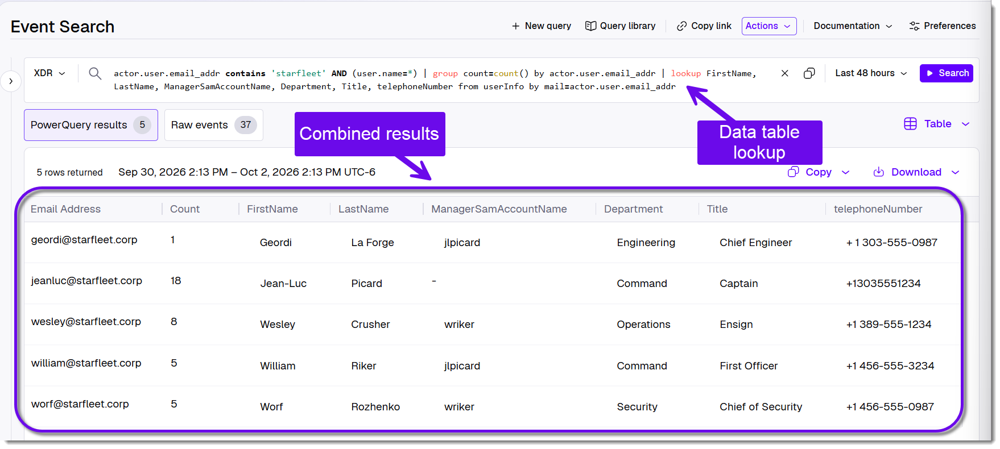 Event Search
New query
Query library
Copy link
Actions
Documentation
Preferences
XDR
actor.user.email_addr contains 'starfleet' AND (user.name=*) | group count=count() by actor.user.email_addr | lookup FirstName,
LastName, ManagerSamAccountName, Department, Title, telephoneNumber from userInfo by mail=actor.user.email_addr
Last 48 hours
Search
PowerQuery results 5
Raw events 37
Combined results
Data table
lookup
Table
5 rows returned
Sep 30, 2026 2:13 PM – Oct 2, 2026 2:13 PM UTC-6
Copy
Download
Email Address Count FirstName LastName ManagerSamAccountName Department Title telephoneNumber
geordi@starfleet.corp 1 Geordi La Forge jlpicard Engineering Chief Engineer + 1 303-555-0987
jeanluc@starfleet.corp 18 Jean-Luc Picard - Command Captain +13035551234
wesley@starfleet.corp 8 Wesley Crusher wriker Operations Ensign +1 389-555-1234
william@starfleet.corp 5 William Riker jlpicard Command First Officer +1 456-555-3234
worf@starfleet.corp 5 Worf Rozhenko wriker Security Chief of Security +1 456-555-0987